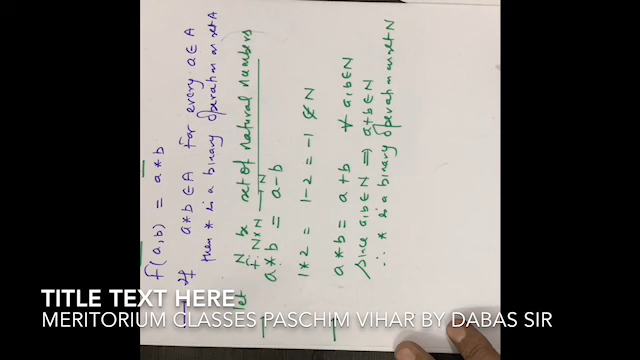 f(a,b) = a*b
If a*b ∈ A for every a ∈ A
then * is a binary operation on set A
let N be set of natural numbers
f: N×N → N
a*b = a-b
1*2 = 1-2 = -1 ∉ N
a*b = a+b ∀ a,b ∈ N
Since a,b ∈ N ⇒ a+b ∈ N
∴ * is a binary operation on set N
TITLE TEXT HERE
MERITORIUM CLASSES PASCHIM VIHAR BY DABAS SIR